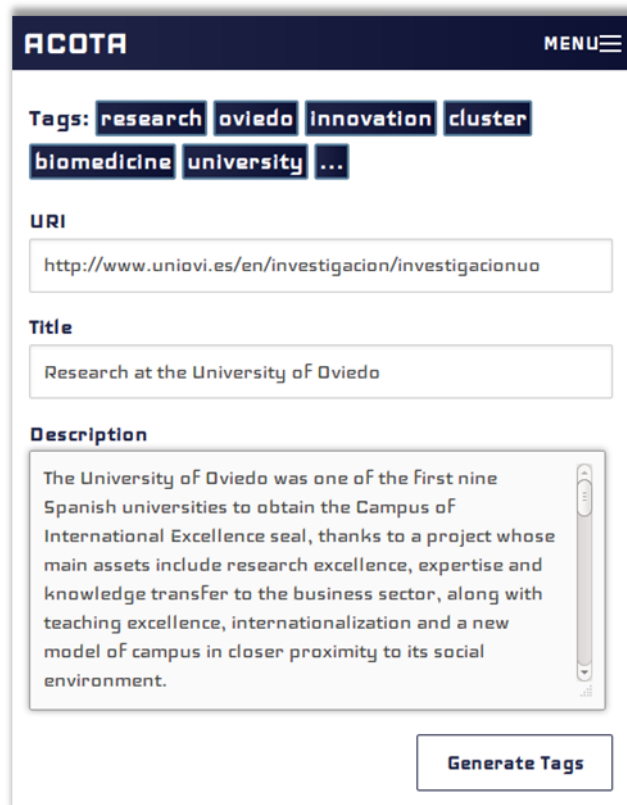 ACOTA MENU
Tags: research oviedo innovation cluster
biomedicine university ...
URI
http://www.uniovi.es/en/investigacion/investigacionuo
Title
Research at the University of Oviedo
Description
The University of Oviedo was one of the first nine
Spanish universities to obtain the Campus of
International Excellence seal, thanks to a project whose
main assets include research excellence, expertise and
knowledge transfer to the business sector, along with
teaching excellence, internationalization and a new
model of campus in closer proximity to its social
environment.
Generate Tags